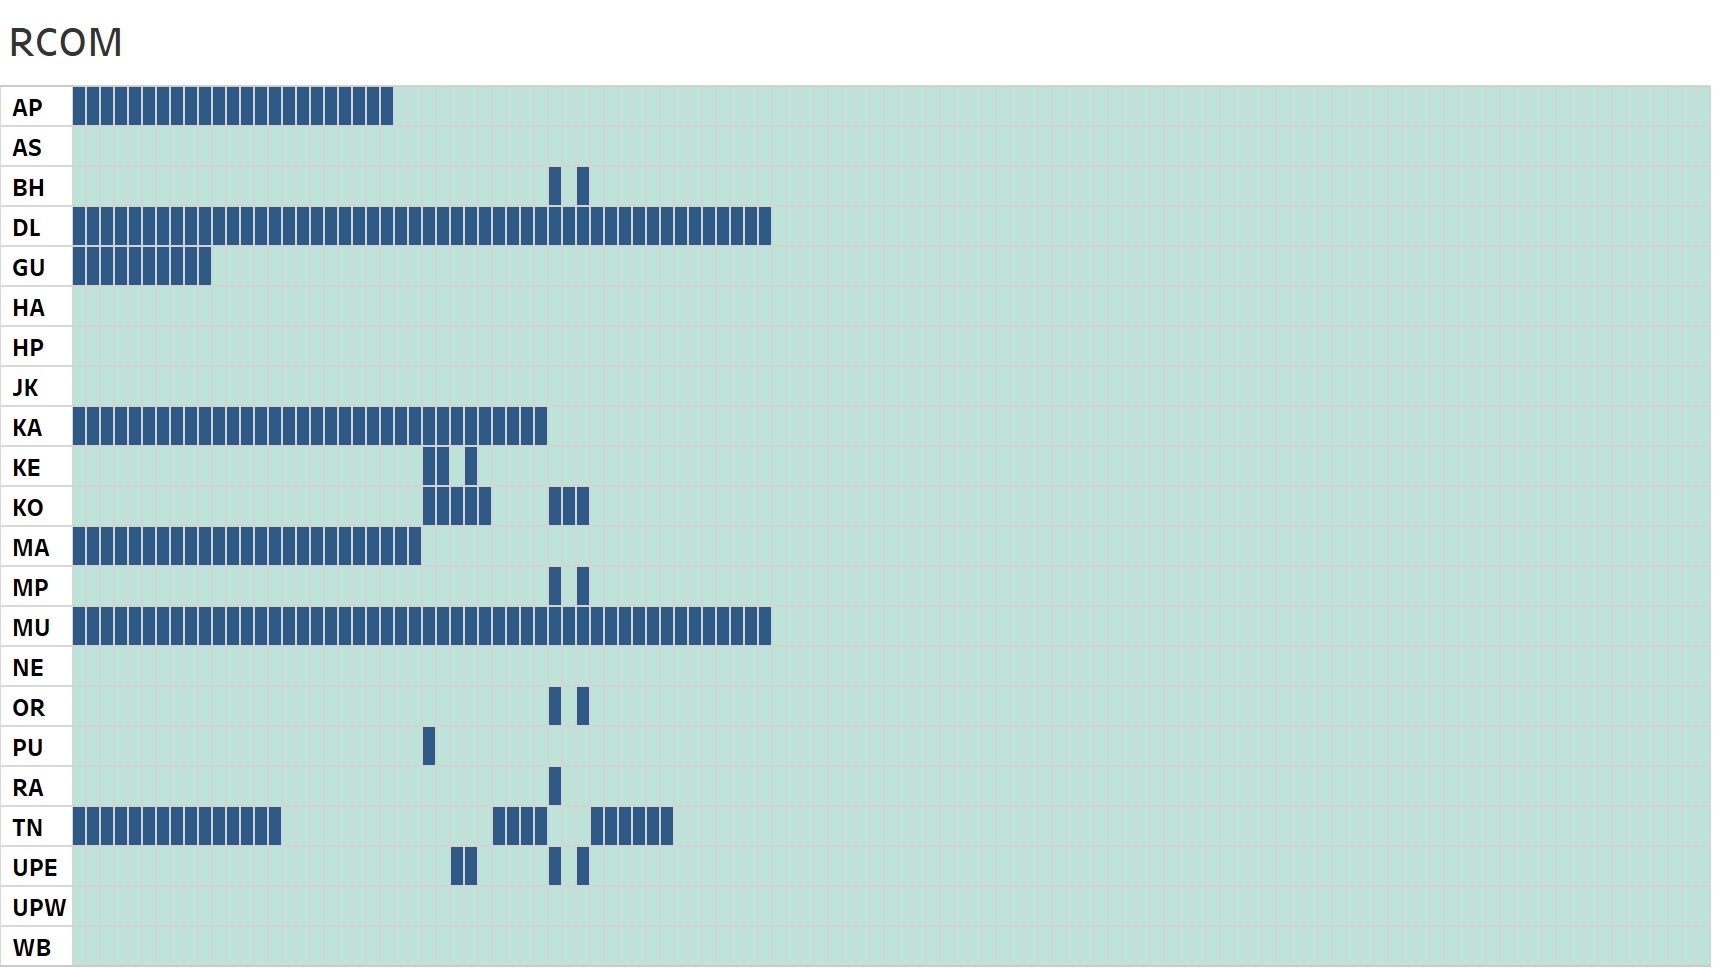 RCOM
AP
AS
BH
DL
GU
HA
HP
JK
KA
KE
KO
MA
MP
MU
NE
OR
PU
RA
TN
UPE
UPW
WB